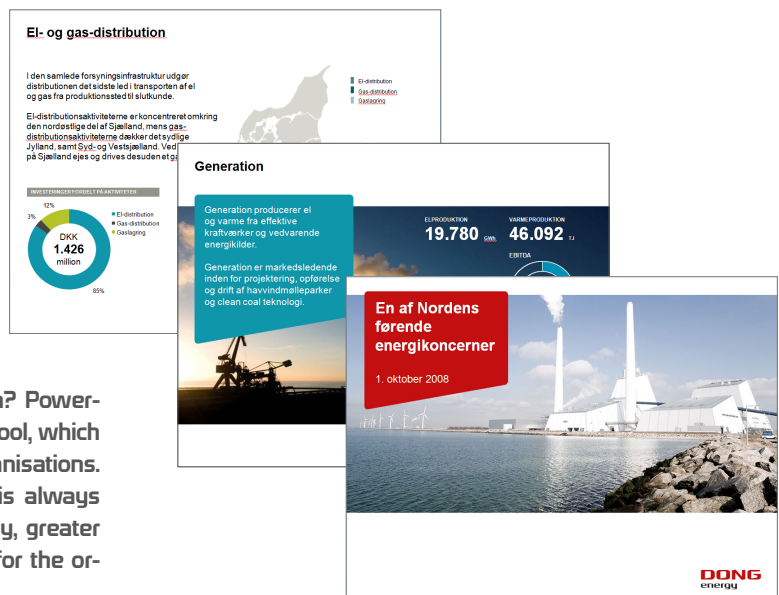 El- og gas-distribution
I den samlede forsyningsinfrastruktur udgør
distributionen det sidste led i transporten af el
og gas fra produktionssted til slutkunde.
El-distributionsaktiviteterne er koncentreret omkring
den nordøstlige del af Sjælland, mens gas-
distributionsaktiviteterne dækker det sydlige
Jylland, samt Syd- og Vestsjælland. Ved
på Sjælland ejes og drives desuden et
El-distribution
Gas-distribution
Gaslagring
INVESTERINGER FORDELT PÅ AKTIVITETER
12%
3%
DKK
1.426
million
85%
El-distribution
Gas-distribution
Gaslagring
Generation
Generation producerer el
og varme fra effektive
kraftværker og vedvarende
energikilder.
Generation er markedsledende
inden for projektering, opførelse
og drift af havvindmølleparker
og clean coal teknologi.
ELPRODUKTION
19.780 GWh
VARMEPRODUKTION
46.092 TJ
EBITDA
En af Nordens
førende
energikoncerner
1. oktober 2008
DONG
energy
? Power-
ool, which
anisations.
is always
y, greater
for the or-